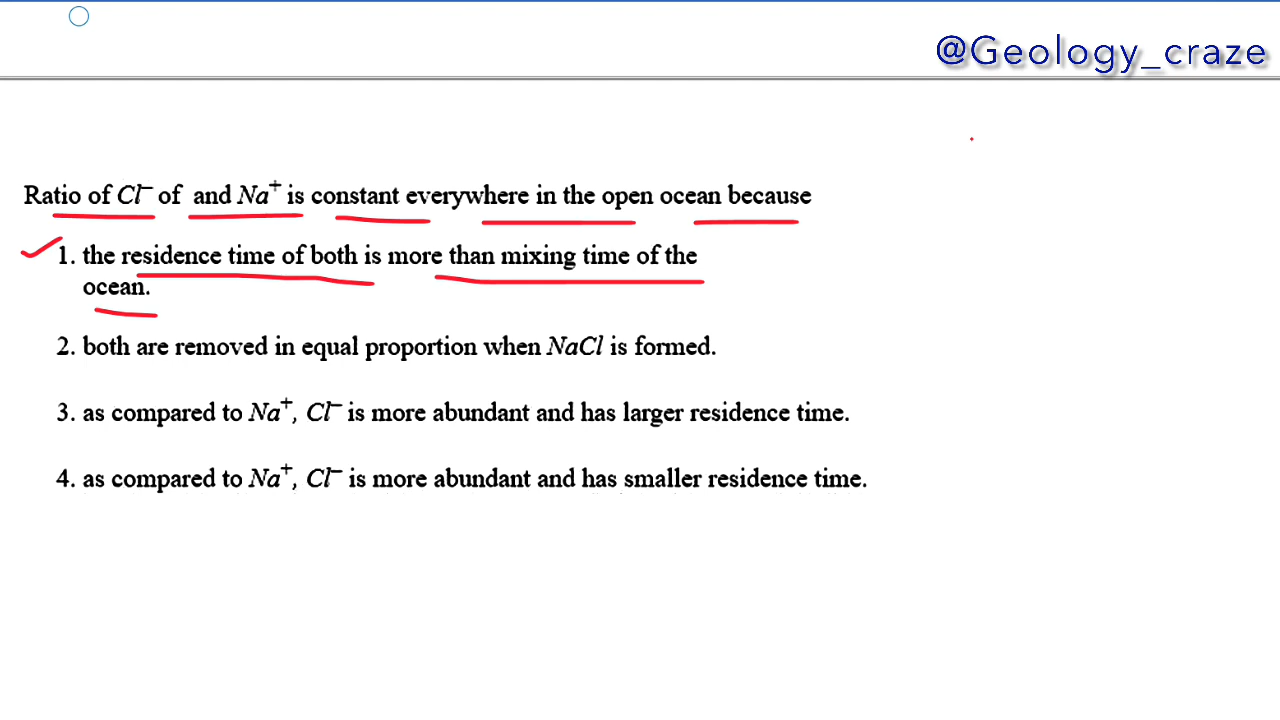 @Geology_craze
Ratio of Cl⁻ of and Na⁺ is constant everywhere in the open ocean because
1. the residence time of both is more than mixing time of the
ocean.
2. both are removed in equal proportion when NaCl is formed.
3. as compared to Na⁺, Cl⁻ is more abundant and has larger residence time.
4. as compared to Na⁺, Cl⁻ is more abundant and has smaller residence time.